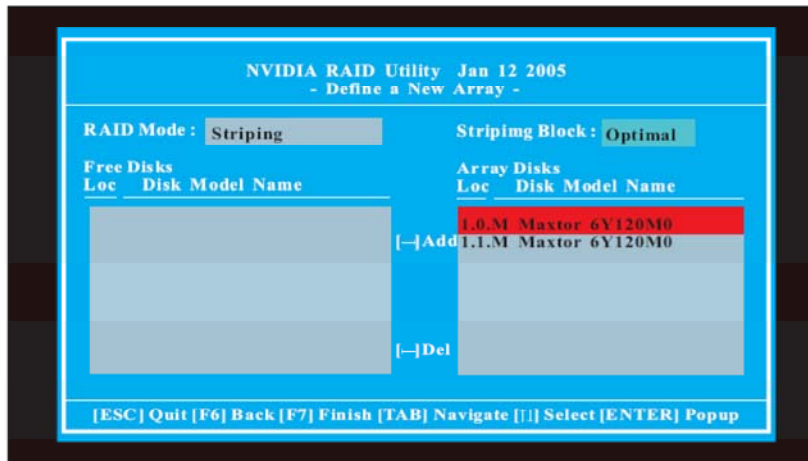 NVIDIA RAID Utility Jan 12 2005
- Define a New Array -
RAID Mode : Striping
Stripimg Block : Optimal
Free Disks
Loc Disk Model Name
Array Disks
Loc Disk Model Name
1.0.M Maxtor 6Y120M0
1.1.M Maxtor 6Y120M0
[—]Add
[—]Del
[ESC] Quit [F6] Back [F7] Finish [TAB] Navigate [] Select [ENTER] Popup